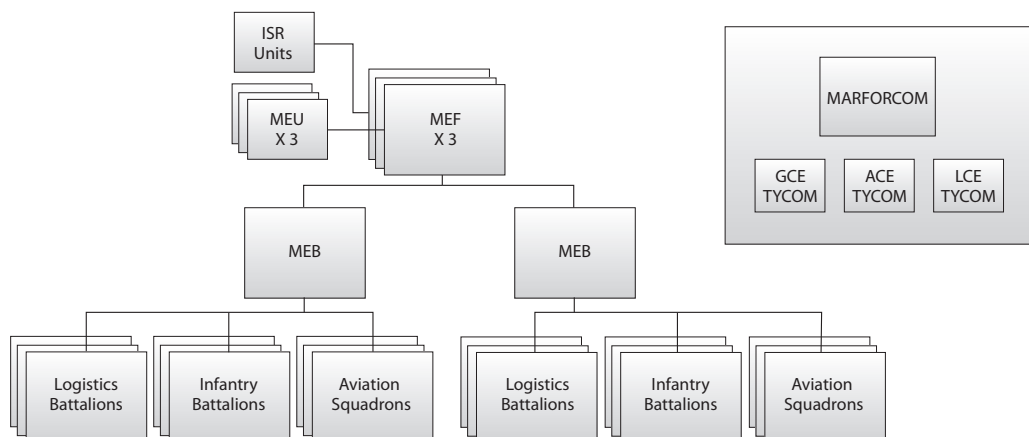 ISR
Units
MEU
X 3
MEF
X 3
MARFORCOM
GCE
TYCOM
ACE
TYCOM
LCE
TYCOM
MEB
MEB
Logistics
Battalions
Infantry
Battalions
Aviation
Squadrons
Logistics
Battalions
Infantry
Battalions
Aviation
Squadrons